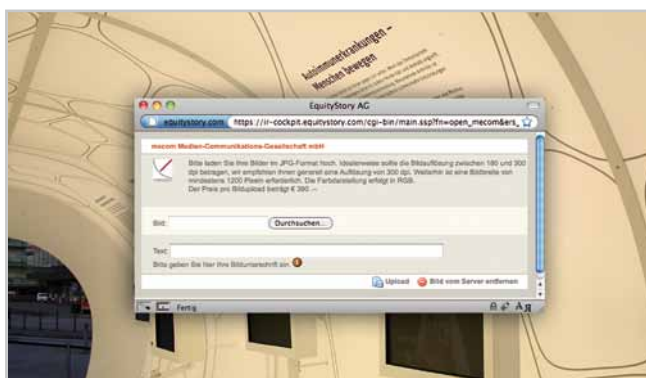 Autoimmunerkrankungen –
Menschen bewegen
EquityStory AG
equitystory.com
https://ir-cockpit.equitystory.com/cgi-bin/main.ssp?fn=open_mecom&ers_
mecom Medien-Communikations-Gesellschaft mbH
Bitte laden Sie Ihre Bilder im JPG-Format hoch. Idealerweise sollte die Bildauflösung zwischen 180 und 300
dpi betragen, wir empfehlen Ihnen generell eine Auflösung von 300 dpi. Weiterhin ist eine Bildbreite von
mindestens 1200 Pixeln erforderlich. Die Farbdarstellung erfolgt in RGB.
Der Preis pro Bildupload beträgt € 390.--
Bild:
Durchsuchen...
Text:
Bitte geben Sie hier Ihre Bildunterschrift ein.
Upload
Bild vom Server entfernen
Fertig